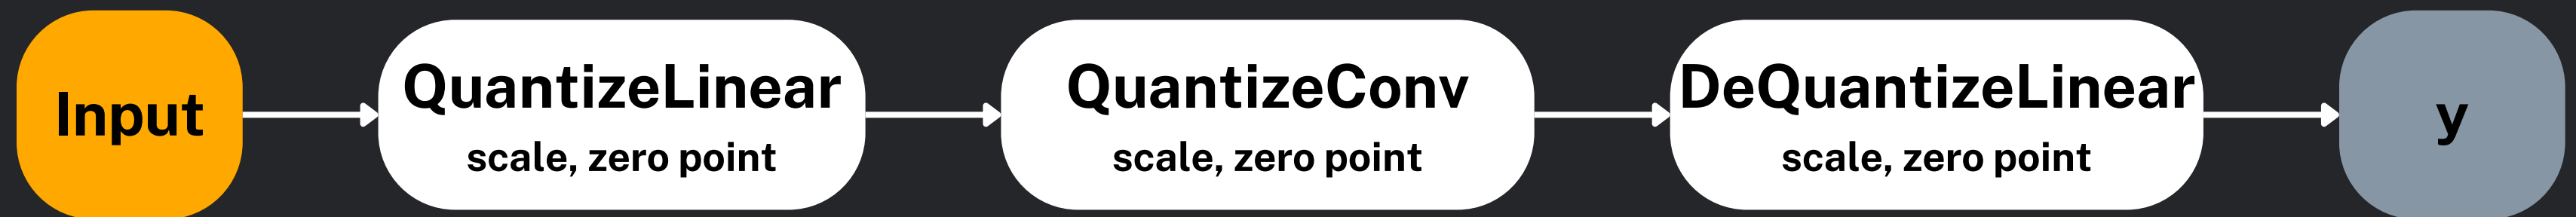 Input
QuantizeLinear
scale, zero point
QuantizeConv
scale, zero point
DeQuantizeLinear
scale, zero point
y